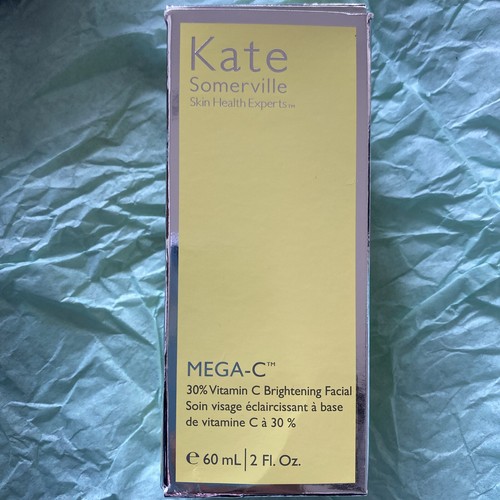 Kate
Somerville
Skin Health Experts™
MEGA-C™
30% Vitamin C Brightening Facial
Soin visage éclaircissant à base
de vitamine C à 30 %
℮ 60 mL | 2 Fl. Oz.